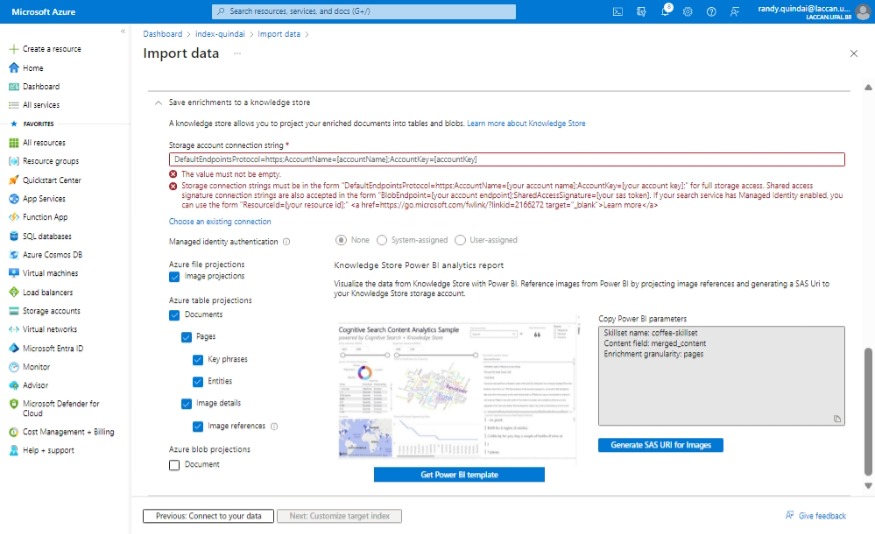 Microsoft Azure
Search resources, services, and docs (G+/)
randy.quindai@laccan.u...
LACCAN.UFAL.BR
Create a resource
Home
Dashboard
All services
FAVORITES
All resources
Resource groups
Quickstart Center
App Services
Function App
SQL databases
Azure Cosmos DB
Virtual machines
Load balancers
Storage accounts
Virtual networks
Microsoft Entra ID
Monitor
Advisor
Microsoft Defender for
Cloud
Cost Management + Billing
Help + support
Dashboard > index-quindai > Import data >
Import data ...
Save enrichments to a knowledge store
A knowledge store allows you to project your enriched documents into tables and blobs. Learn more about Knowledge Store
Storage account connection string *
DefaultEndpointsProtocol=https;AccountName=[accountName];AccountKey=[accountKey]
The value must not be empty.
Storage connection strings must be in the form "DefaultEndpointsProtocol=https;AccountName=[your account name];AccountKey=[your account key];" for full storage access. Shared access
signature connection strings are also accepted in the form "BlobEndpoint=[your account endpoint];SharedAccessSignature=[your sas token]. If your search service has Managed Identity enabled, you
can use the form "ResourceId=[your resource id];" <a href=https://go.microsoft.com/fwlink/?linkid=2166272 target="_blank">Learn more</a>
Choose an existing connection
Managed identity authentication
None
System-assigned
User-assigned
Azure file projections
Image projections
Azure table projections
Documents
Pages
Key phrases
Entities
Image details
Image references
Azure blob projections
Document
Knowledge Store Power BI analytics report
Visualize the data from Knowledge Store with Power BI. Reference images from Power BI by projecting image references and generating a SAS Uri to
your Knowledge Store storage account.
Cognitive Search Content Analytics Sample
powered by Cognitive Search + Knowledge Store
Get Power BI template
Copy Power BI parameters
Skillset name: coffee-skillset
Content field: merged_content
Enrichment granularity: pages
Generate SAS URI for Images
Previous: Connect to your data
Next: Customize target index
Give feedback